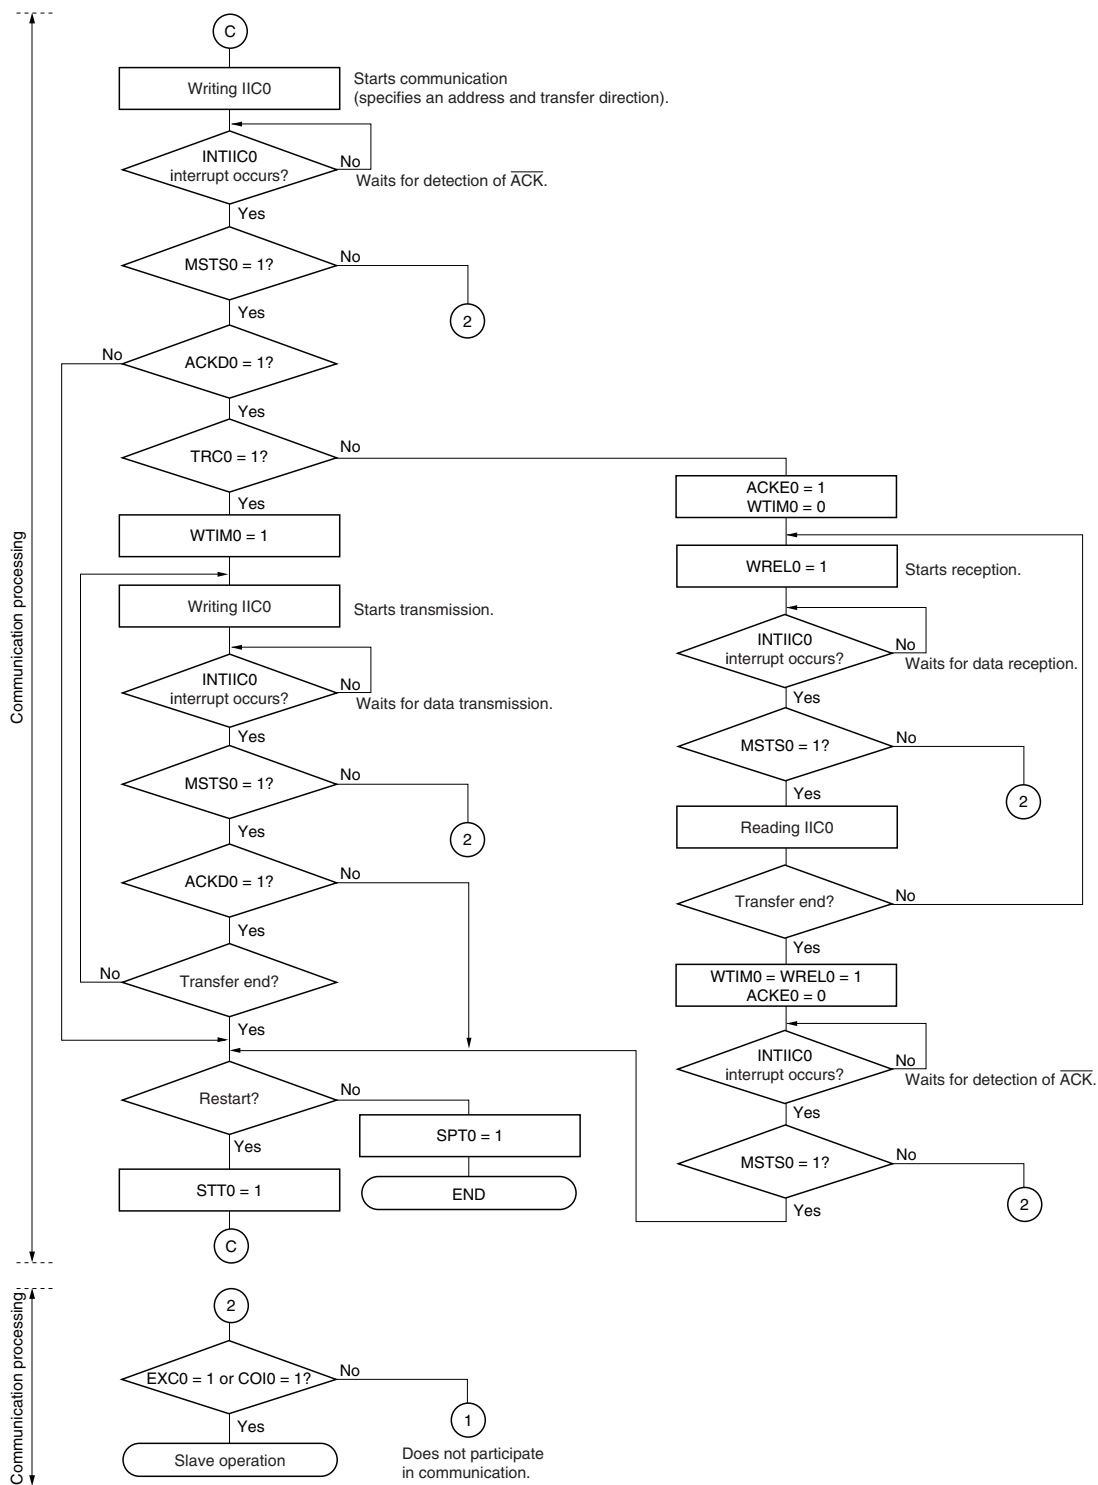 C
Writing IIC0
Starts communication
(specifies an address and transfer direction).
INTIIC0
interrupt occurs?
No
Waits for detection of ACK.
Yes
MSTS0 = 1?
No
2
Yes
ACKD0 = 1?
No
Yes
TRC0 = 1?
No
Yes
WTIM0 = 1
Writing IIC0
Starts transmission.
INTIIC0
interrupt occurs?
No
Waits for data transmission.
Yes
MSTS0 = 1?
No
2
Yes
ACKD0 = 1?
No
Yes
Transfer end?
No
Yes
ACKE0 = 1
WTIM0 = 0
WREL0 = 1
Starts reception.
INTIIC0
interrupt occurs?
No
Waits for data reception.
Yes
MSTS0 = 1?
No
2
Yes
Reading IIC0
Transfer end?
No
Yes
WTIM0 = WREL0 = 1
ACKE0 = 0
INTIIC0
interrupt occurs?
No
Waits for detection of ACK.
Yes
MSTS0 = 1?
No
2
Yes
Restart?
No
SPT0 = 1
END
Yes
STT0 = 1
C
Communication processing
2
EXC0 = 1 or COI0 = 1?
No
1
Does not participate
in communication.
Yes
Slave operation
Communication processing